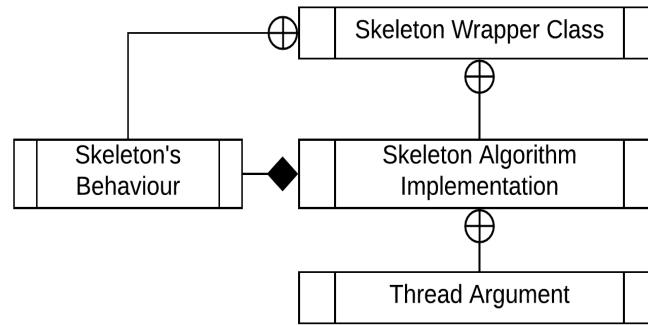 Skeleton Wrapper Class
Skeleton's
Behaviour
Skeleton Algorithm
Implementation
Thread Argument